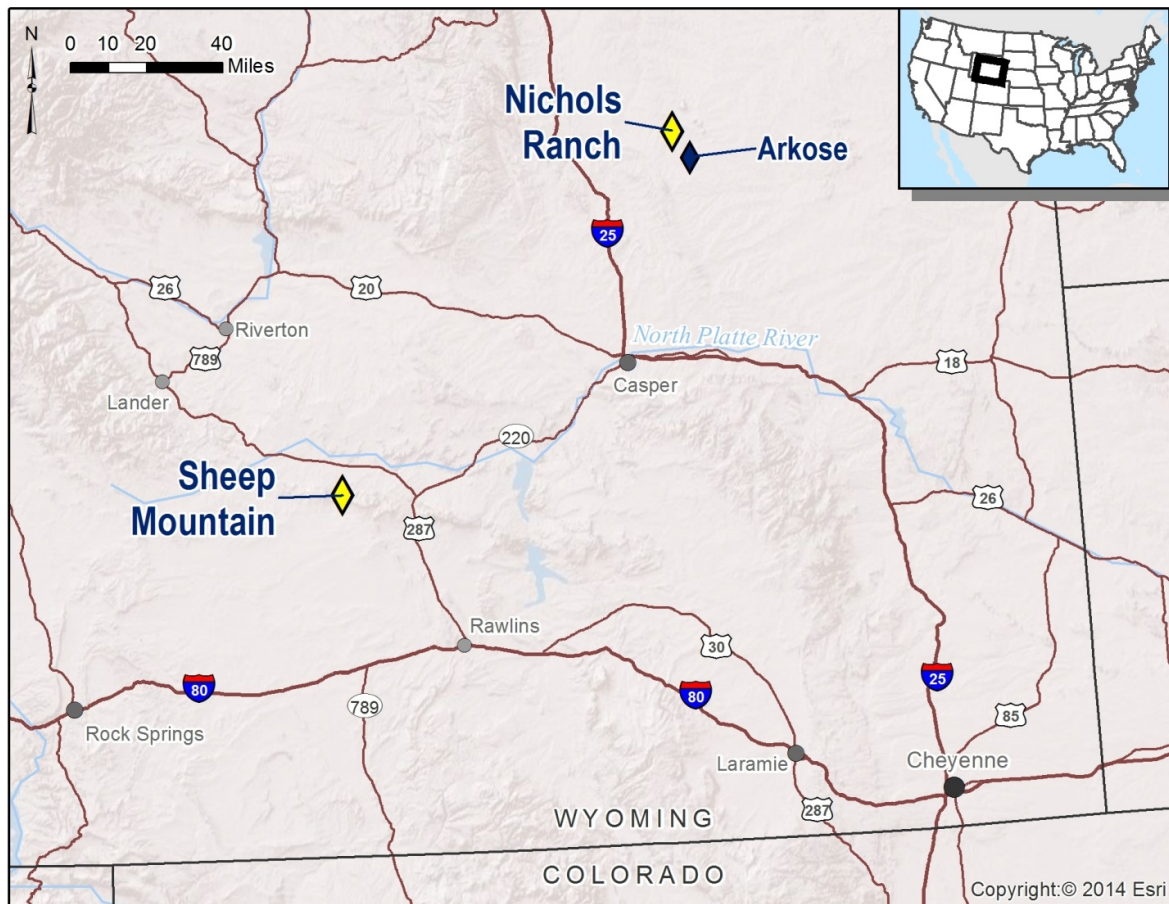 N
0 10 20 40
Miles
Nichols
Ranch
Arkose
25
26
20
Riverton
789
North Platte River
18
Lander
Casper
220
Sheep
Mountain
26
287
Rawlins
30
80
25
789
80
85
Rock Springs
Laramie
Cheyenne
287
WYOMING
COLORADO
Copyright:© 2014 Esri